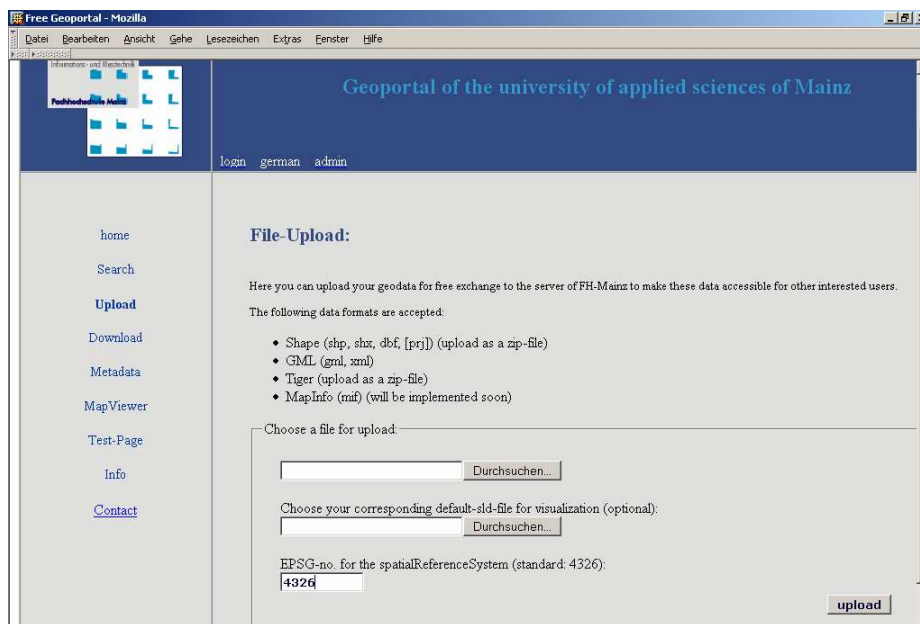 Free Geoportal - Mozilla
Datei Bearbeiten Ansicht Gehe Lesezeichen Extras Fenster Hilfe
Informations- und Messtechnik
Fachhochschule Mainz
Geoportal of the university of applied sciences of Mainz
login german admin
home
Search
Upload
Download
Metadata
MapViewer
Test-Page
Info
Contact
File-Upload:
Here you can upload your geodata for free exchange to the server of FH-Mainz to make these data accessible for other interested users.
The following data formats are accepted:
• Shape (shp, shx, dbf, [prj]) (upload as a zip-file)
• GML (gml, xml)
• Tiger (upload as a zip-file)
• MapInfo (mif) (will be implemented soon)
Choose a file for upload:
Durchsuchen...
Choose your corresponding default-sld-file for visualization (optional):
Durchsuchen...
EPSG-no. for the spatialReferenceSystem (standard: 4326):
4326
upload